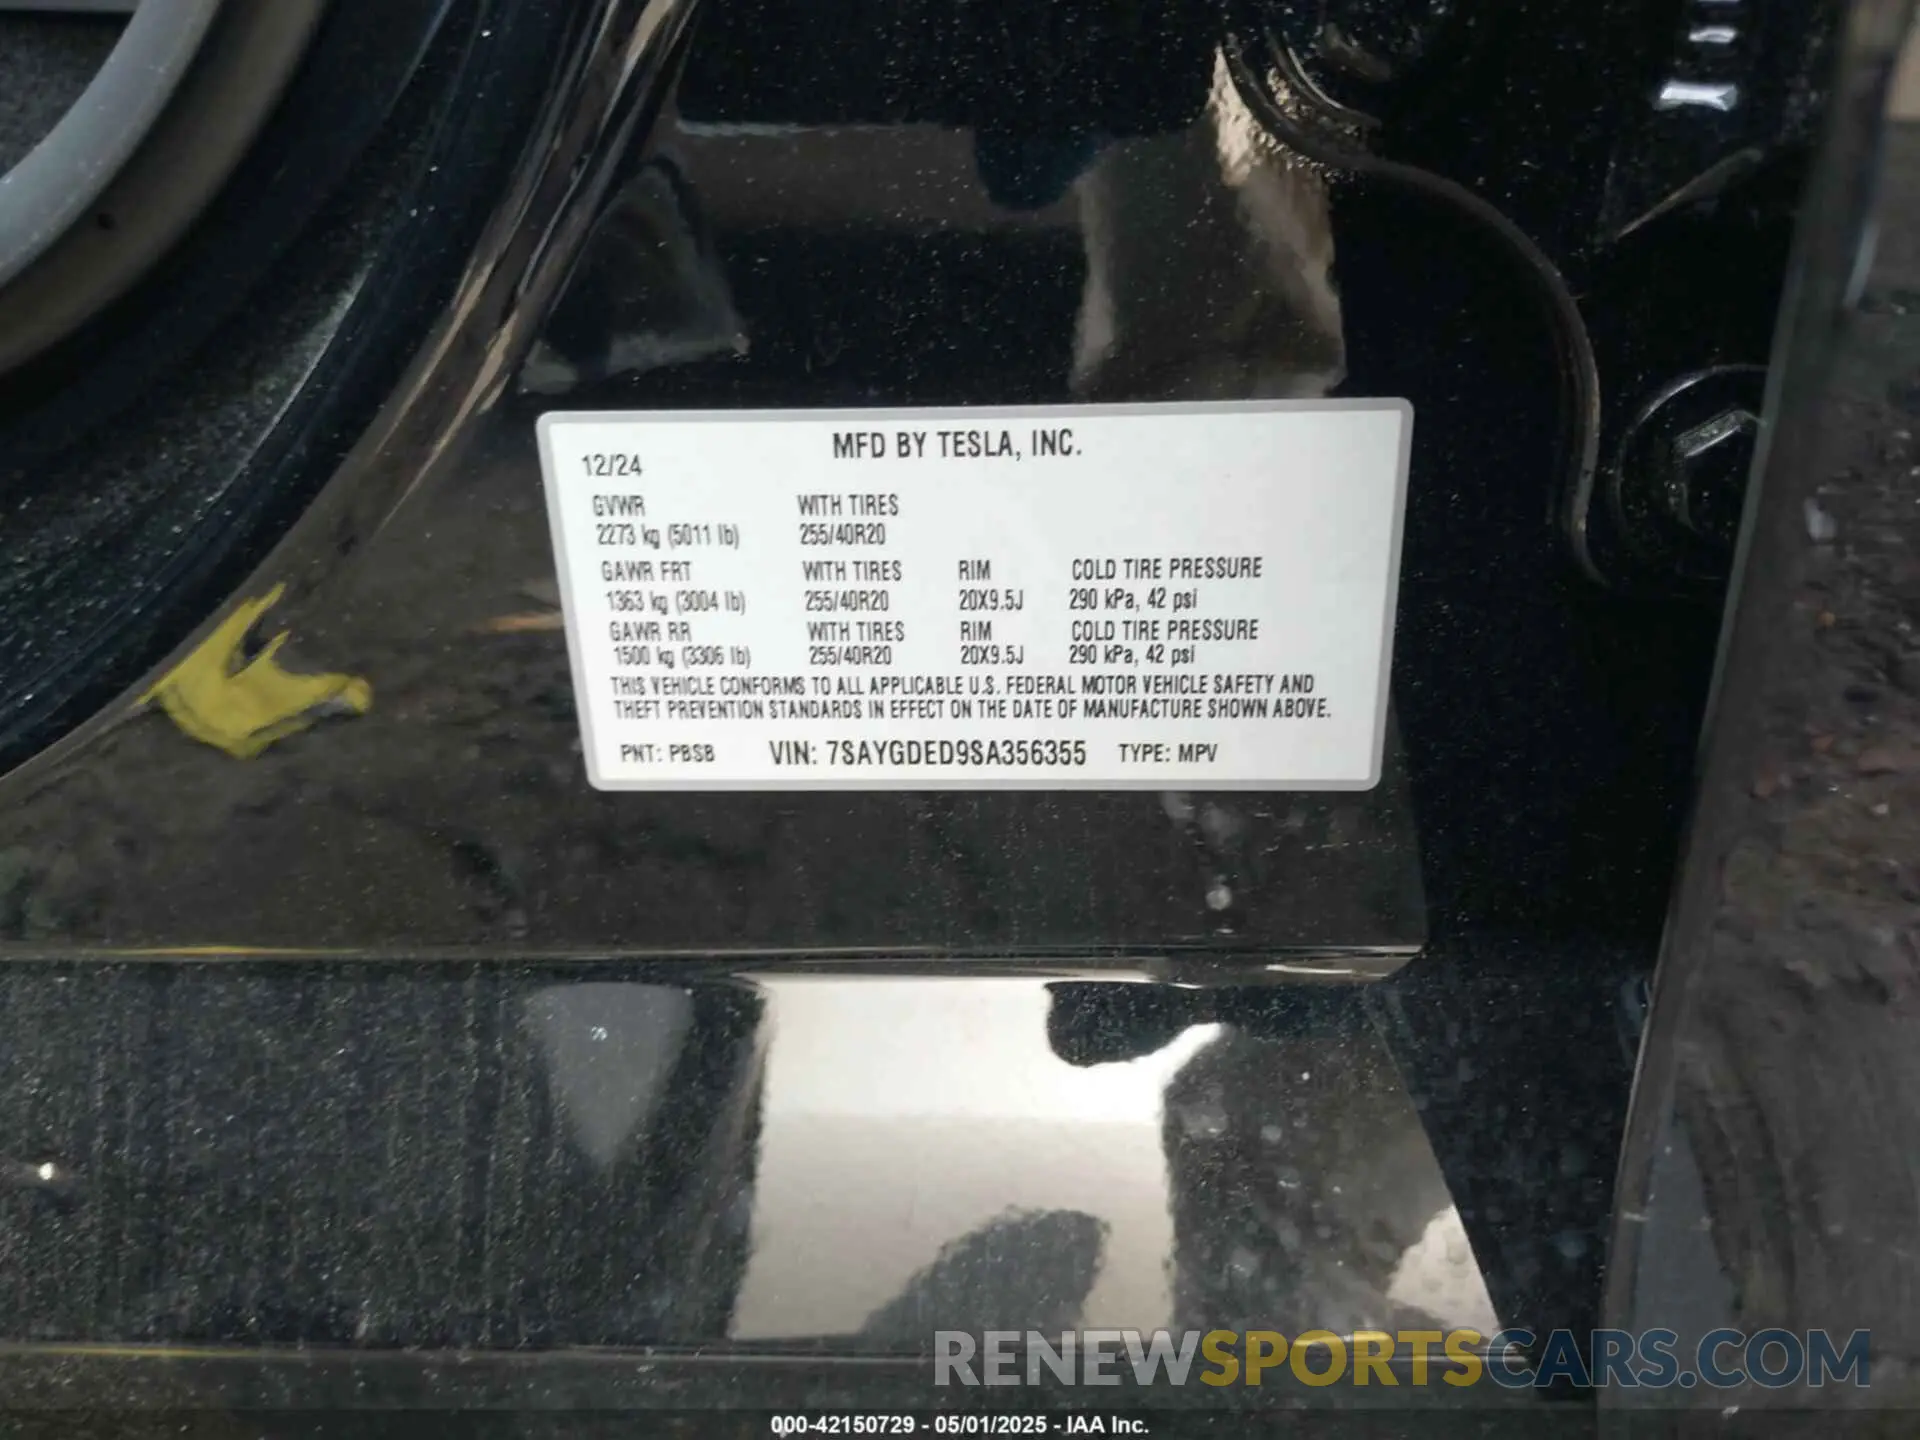 MFD BY TESLA, INC.
12/24
GVWR WITH TIRES
2273 kg (5011 lb) 255/40R20
GAWR FRT WITH TIRES RIM COLD TIRE PRESSURE
1363 kg (3004 lb) 255/40R20 20X9.5J 290 kPa, 42 psi
GAWR RR WITH TIRES RIM COLD TIRE PRESSURE
1500 kg (3306 lb) 255/40R20 20X9.5J 290 kPa, 42 psi
THIS VEHICLE CONFORMS TO ALL APPLICABLE U.S. FEDERAL MOTOR VEHICLE SAFETY AND
THEFT PREVENTION STANDARDS IN EFFECT ON THE DATE OF MANUFACTURE SHOWN ABOVE.
PNT: PBSB VIN: 7SAYGDED9SA356355 TYPE: MPV
RENEWSPORTSCARS.COM
000-42150729 - 05/01/2025 - IAA Inc.